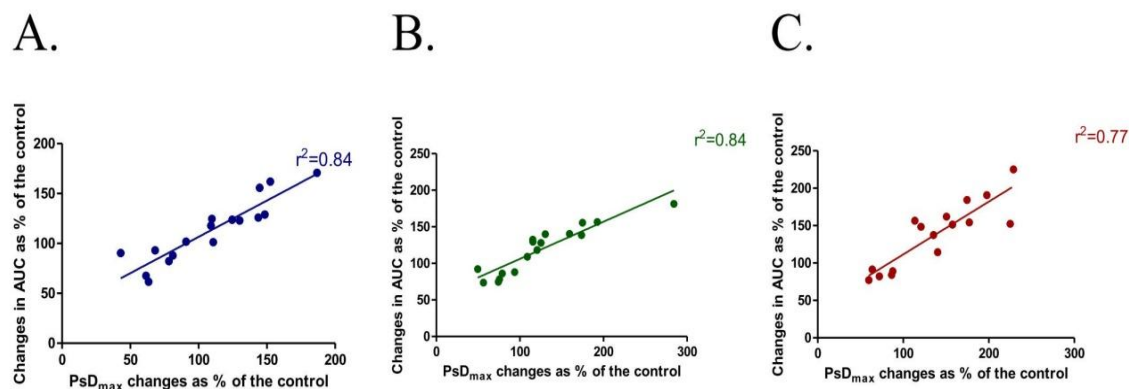 A.
B.
C.
Changes in AUC as % of the control
200
150
100
50
0
r²=0.84
0
50
100
150
200
PsDmax changes as % of the control
Changes in AUC as % of the control
250
200
150
100
50
0
r²=0.84
0
100
200
300
PsDmax changes as % of the control
Changes in AUC as % of the control
250
200
150
100
50
0
r²=0.77
0
100
200
300
PsDmax changes as % of the control